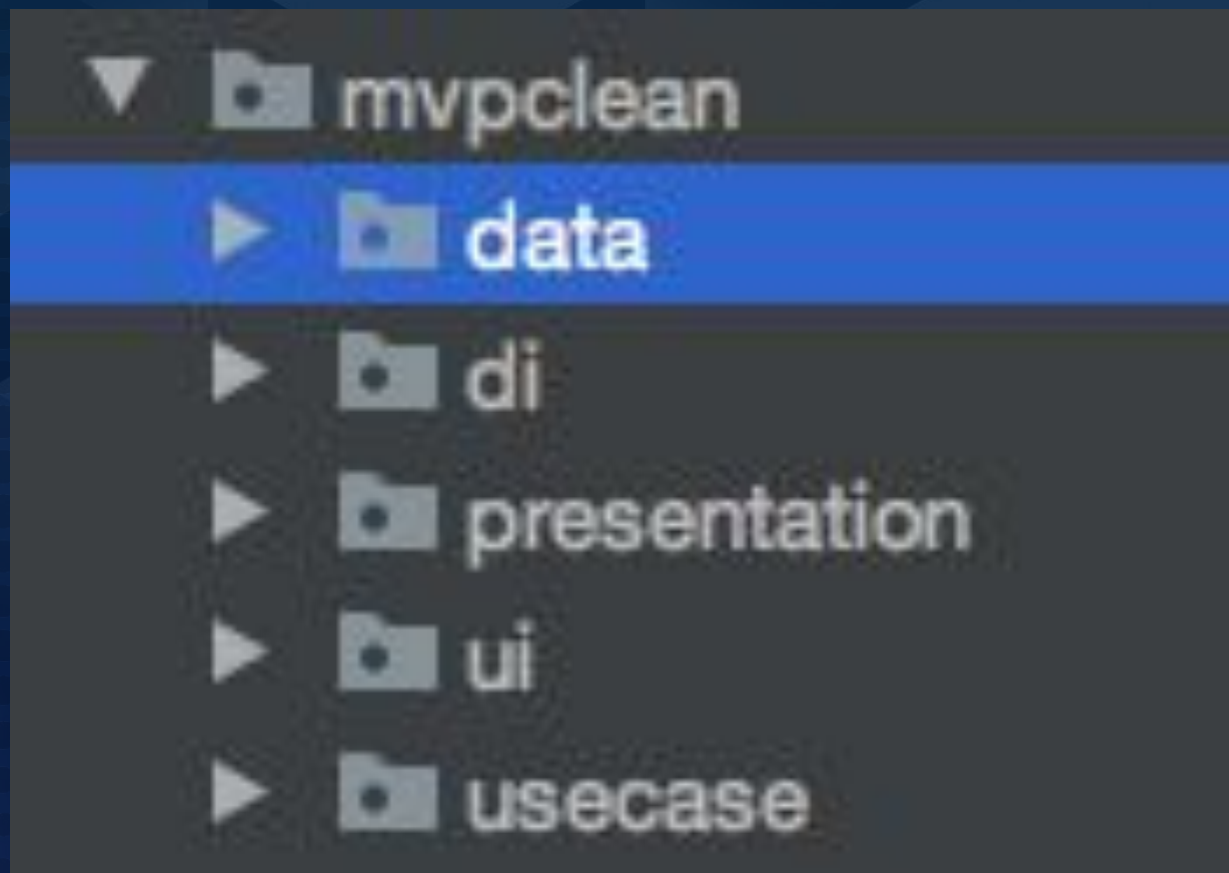 mvpclean
data
di
presentation
ui
usecase